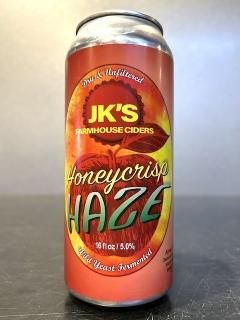 Dry & Unfiltered
JK'S
FARMHOUSE CIDERS
Honeycrisp
HAZE
16 fl oz / 5.0%
Wild Yeast Fermented